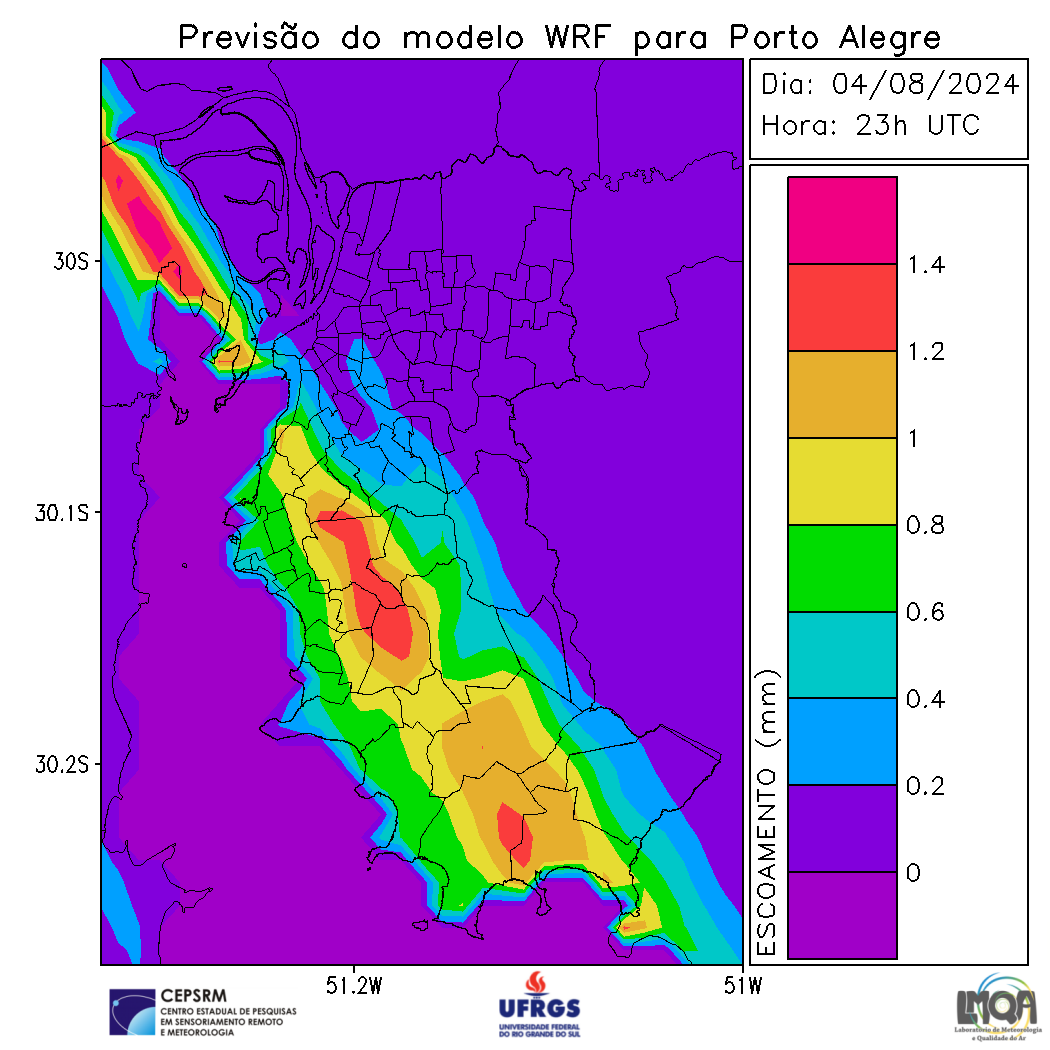 Previsão do modelo WRF para Porto Alegre
Dia: 04/08/2024
Hora: 23h UTC
30S
30.1S
30.2S
51.2W
51W
ESCOAMENTO (mm)
1.4
1.2
1
0.8
0.6
0.4
0.2
0
CEPSRM
CENTRO ESTADUAL DE PESQUISAS
EM SENSORIAMENTO REMOTO
E METEOROLOGIA
UFRGS
UNIVERSIDADE FEDERAL
DO RIO GRANDE DO SUL
LMQA
Laboratório de Meteorologia
e Qualidade do Ar